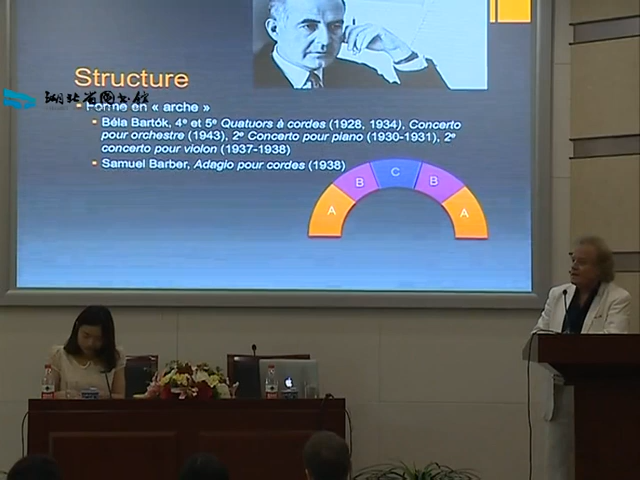 Structure
湖北省图书馆
Forme en « arche »
Béla Bartók, 4e et 5e Quatuors à cordes (1928, 1934), Concerto
pour orchestre (1943), 2e Concerto pour piano (1930-1931), 2e
concerto pour violon (1937-1938)
Samuel Barber, Adagio pour cordes (1938)
A B C B A